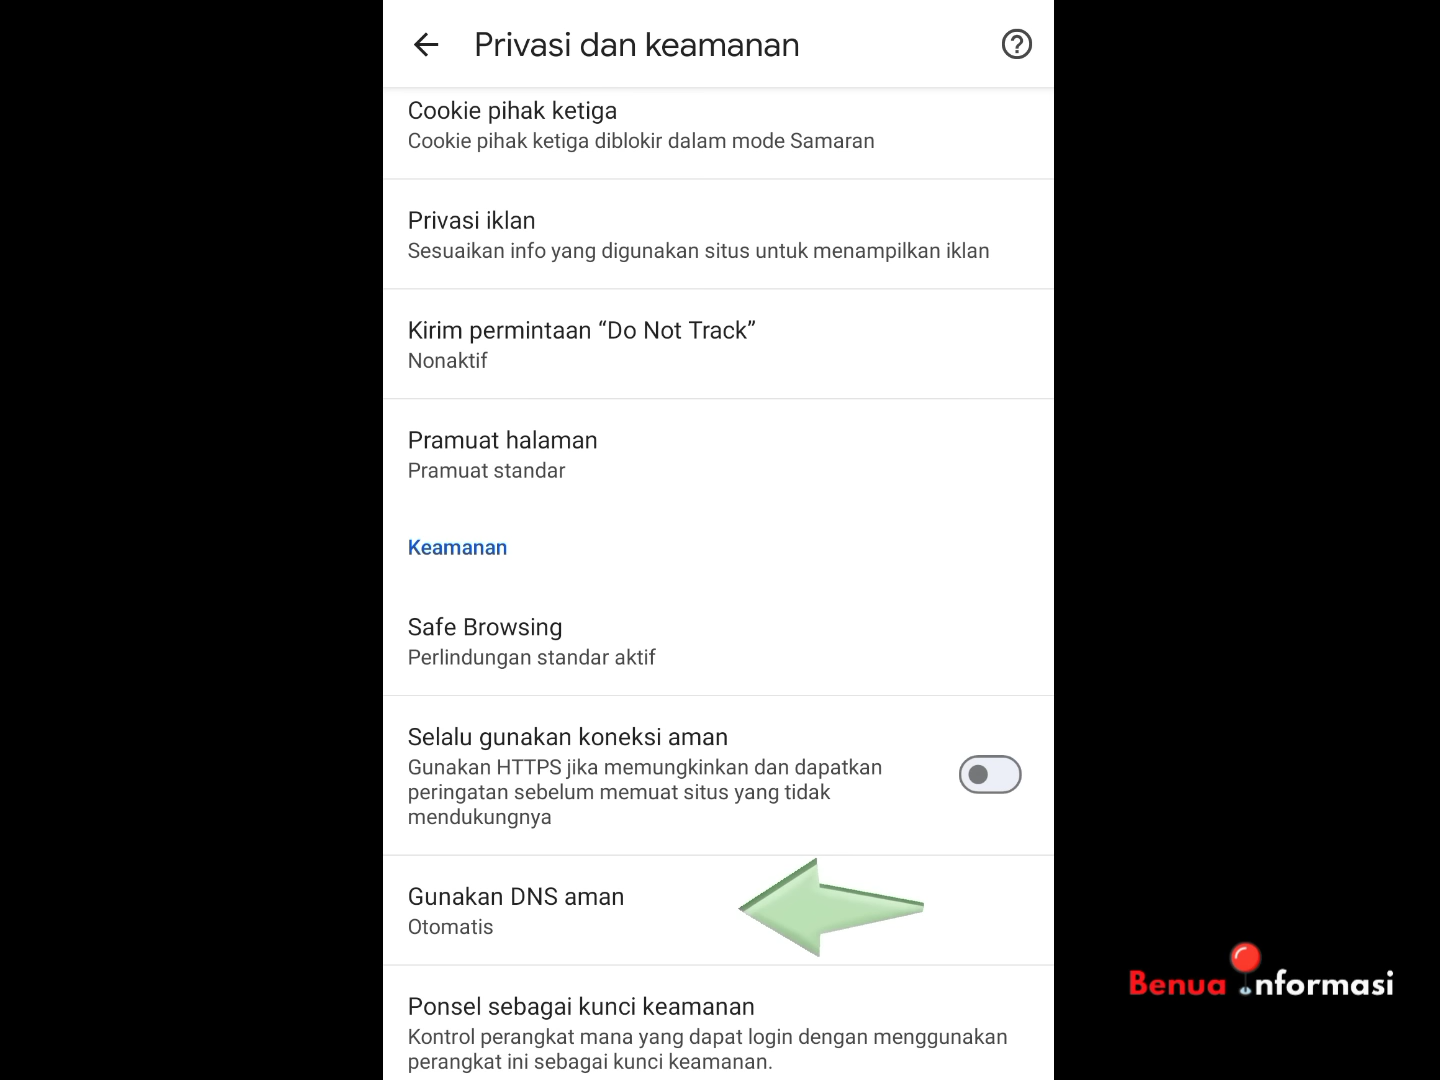 Privasi dan keamanan
Cookie pihak ketiga
Cookie pihak ketiga diblokir dalam mode Samaran
Privasi iklan
Sesuaikan info yang digunakan situs untuk menampilkan iklan
Kirim permintaan “Do Not Track”
Nonaktif
Pramuat halaman
Pramuat standar
Keamanan
Safe Browsing
Perlindungan standar aktif
Selalu gunakan koneksi aman
Gunakan HTTPS jika memungkinkan dan dapatkan
peringatan sebelum memuat situs yang tidak
mendukungnya
Gunakan DNS aman
Otomatis
Ponsel sebagai kunci keamanan
Kontrol perangkat mana yang dapat login dengan menggunakan
perangkat ini sebagai kunci keamanan.
Benua Informasi